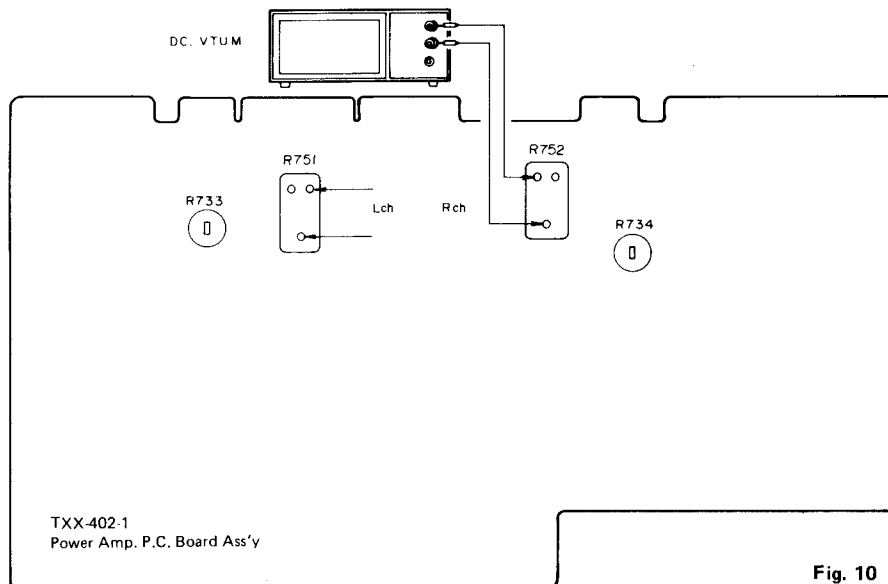 DC. VTUM
R751
R752
R733
Lch
Rch
R734
TXX-402-1
Power Amp. P.C. Board Ass'y
Fig. 10